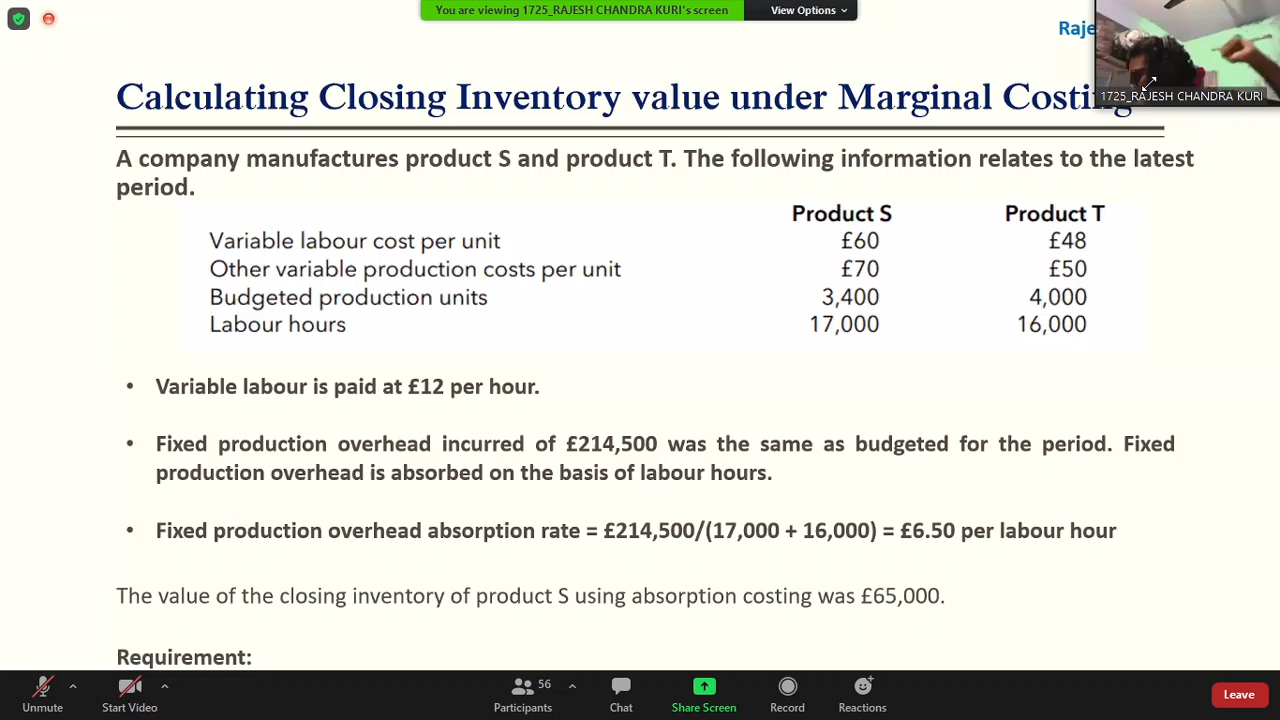 You are viewing 1725_RAJESH CHANDRA KURI's screen
View Options
Raje
1725_RAJESH CHANDRA KURI
Calculating Closing Inventory value under Marginal Costing
A company manufactures product S and product T. The following information relates to the latest
period.
Product S Product T
Variable labour cost per unit £60 £48
Other variable production costs per unit £70 £50
Budgeted production units 3,400 4,000
Labour hours 17,000 16,000
• Variable labour is paid at £12 per hour.
• Fixed production overhead incurred of £214,500 was the same as budgeted for the period. Fixed
production overhead is absorbed on the basis of labour hours.
• Fixed production overhead absorption rate = £214,500/(17,000 + 16,000) = £6.50 per labour hour
The value of the closing inventory of product S using absorption costing was £65,000.
Requirement:
Unmute
Start Video
56
Participants
Chat
Share Screen
Record
Reactions
Leave